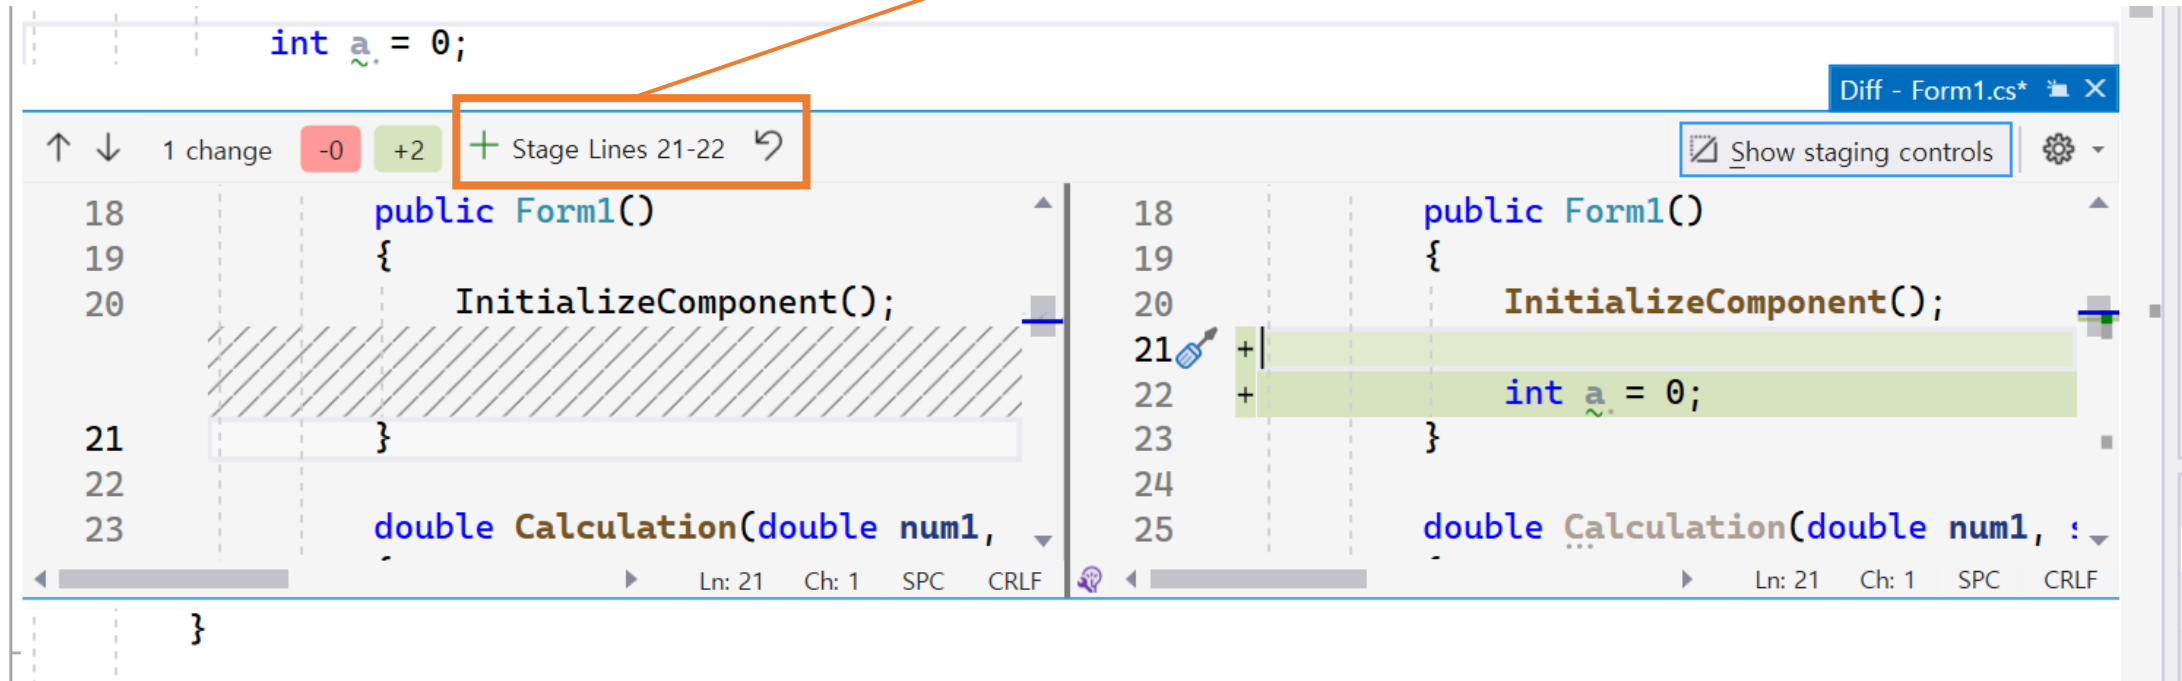 int a = 0;
Diff - Form1.cs*
1 change -0 +2 + Stage Lines 21-22 Show staging controls
18 public Form1()
19 {
20 InitializeComponent();
21 }
22
23 double Calculation(double num1,
Ln: 21 Ch: 1 SPC CRLF
18 public Form1()
19 {
20 InitializeComponent();
21 +
22 + int a = 0;
23 }
24
25 double Calculation(double num1,
Ln: 21 Ch: 1 SPC CRLF
}